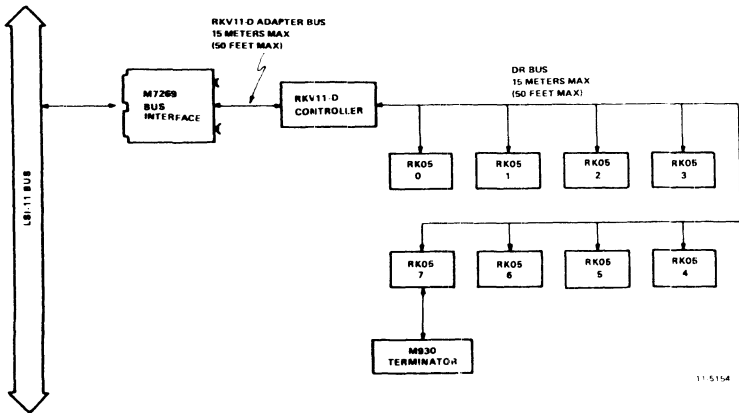 RKV11-D ADAPTER BUS
15 METERS MAX
(50 FEET MAX)
M7269
BUS
INTERFACE
RKV11-D
CONTROLLER
DR BUS
15 METERS MAX
(50 FEET MAX)
LSI-11 BUS
RK05
0
RK05
1
RK05
2
RK05
3
RK05
7
RK05
6
RK05
5
RK05
4
M930
TERMINATOR
11 5154